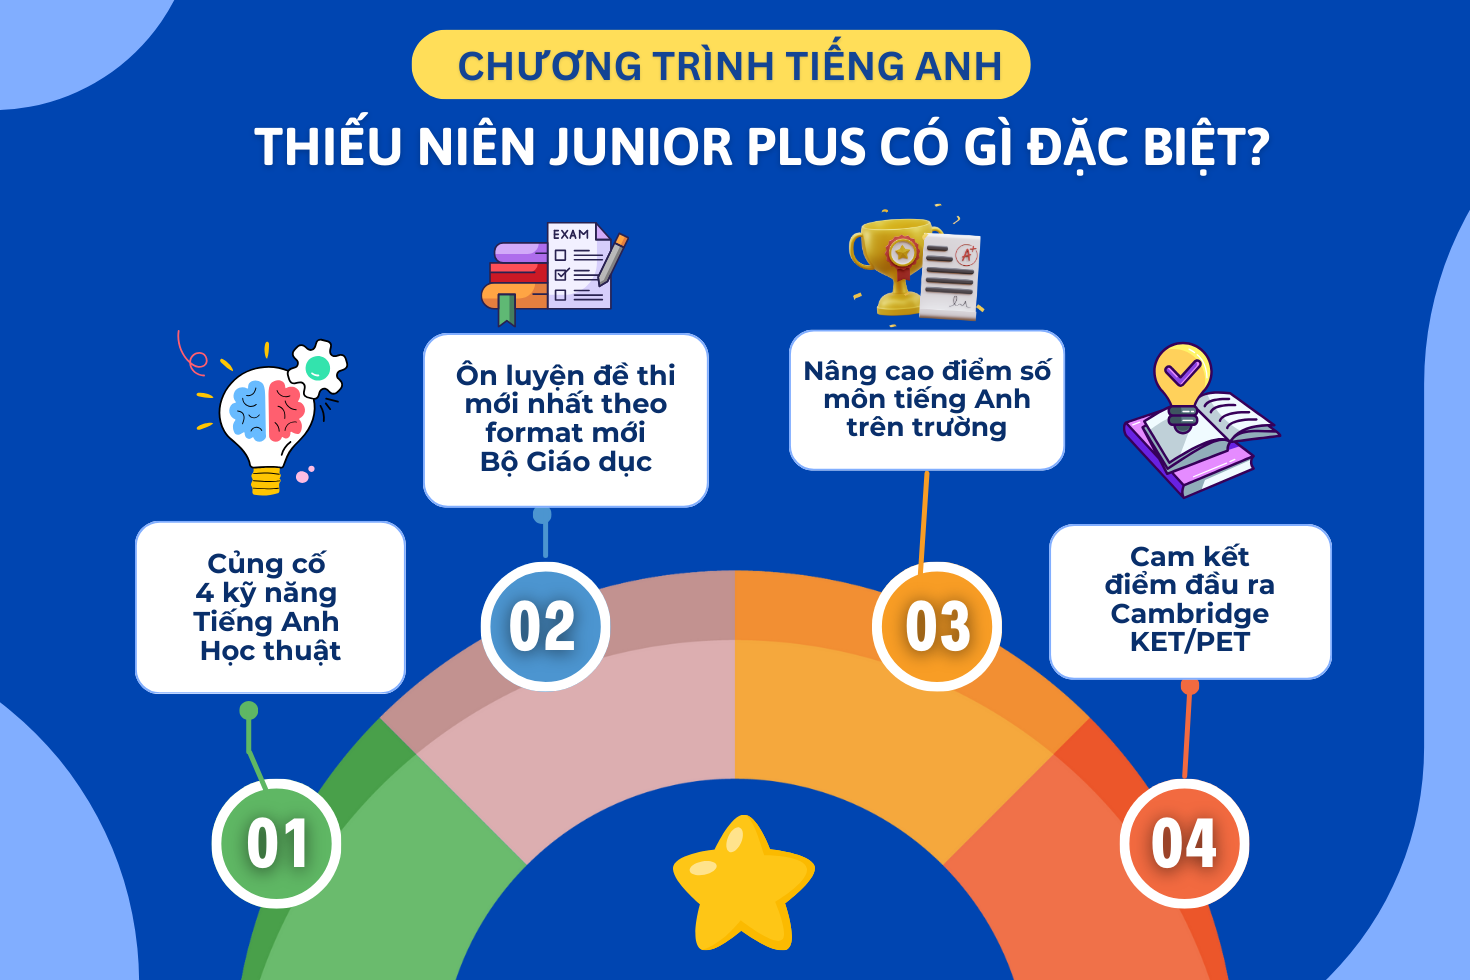 CHƯƠNG TRÌNH TIẾNG ANH
THIẾU NIÊN JUNIOR PLUS CÓ GÌ ĐẶC BIỆT?
EXAM
A+
Ôn luyện đề thi
mới nhất theo
format mới
Bộ Giáo dục
Nâng cao điểm số
môn tiếng Anh
trên trường
Củng cố
4 kỹ năng
Tiếng Anh
Học thuật
Cam kết
điểm đầu ra
Cambridge
KET/PET
02
03
01
04